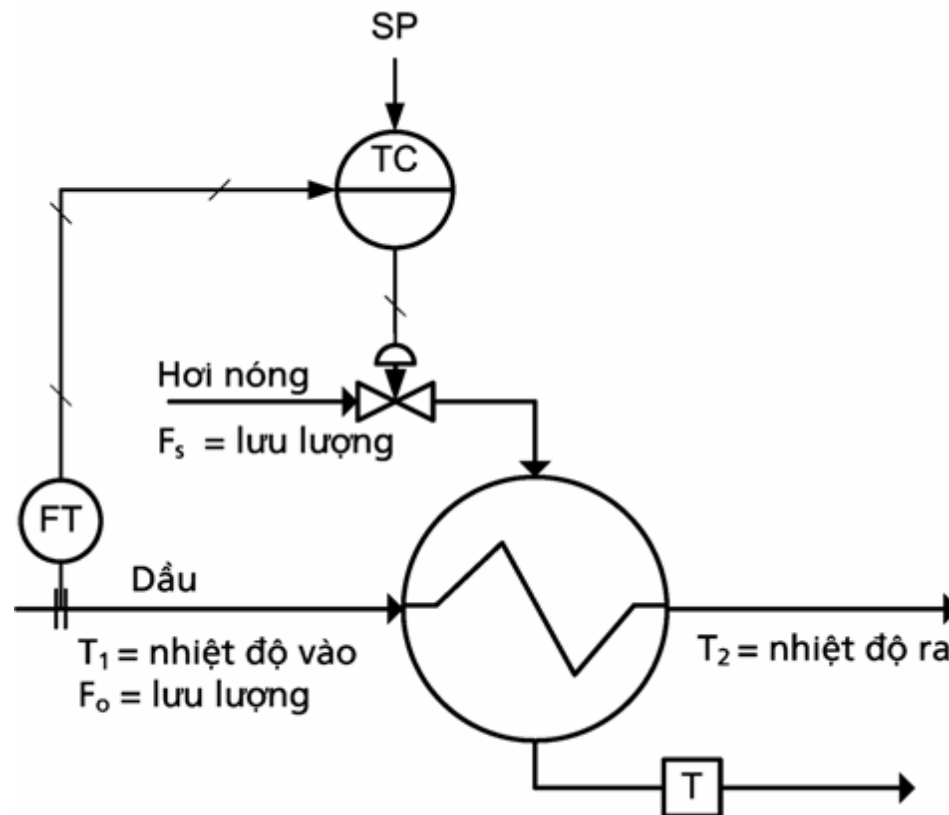 SP
TC
Hơi nóng
Fₛ = lưu lượng
FT
Dầu
T₁ = nhiệt độ vào
Fₒ = lưu lượng
T₂ = nhiệt độ ra
T